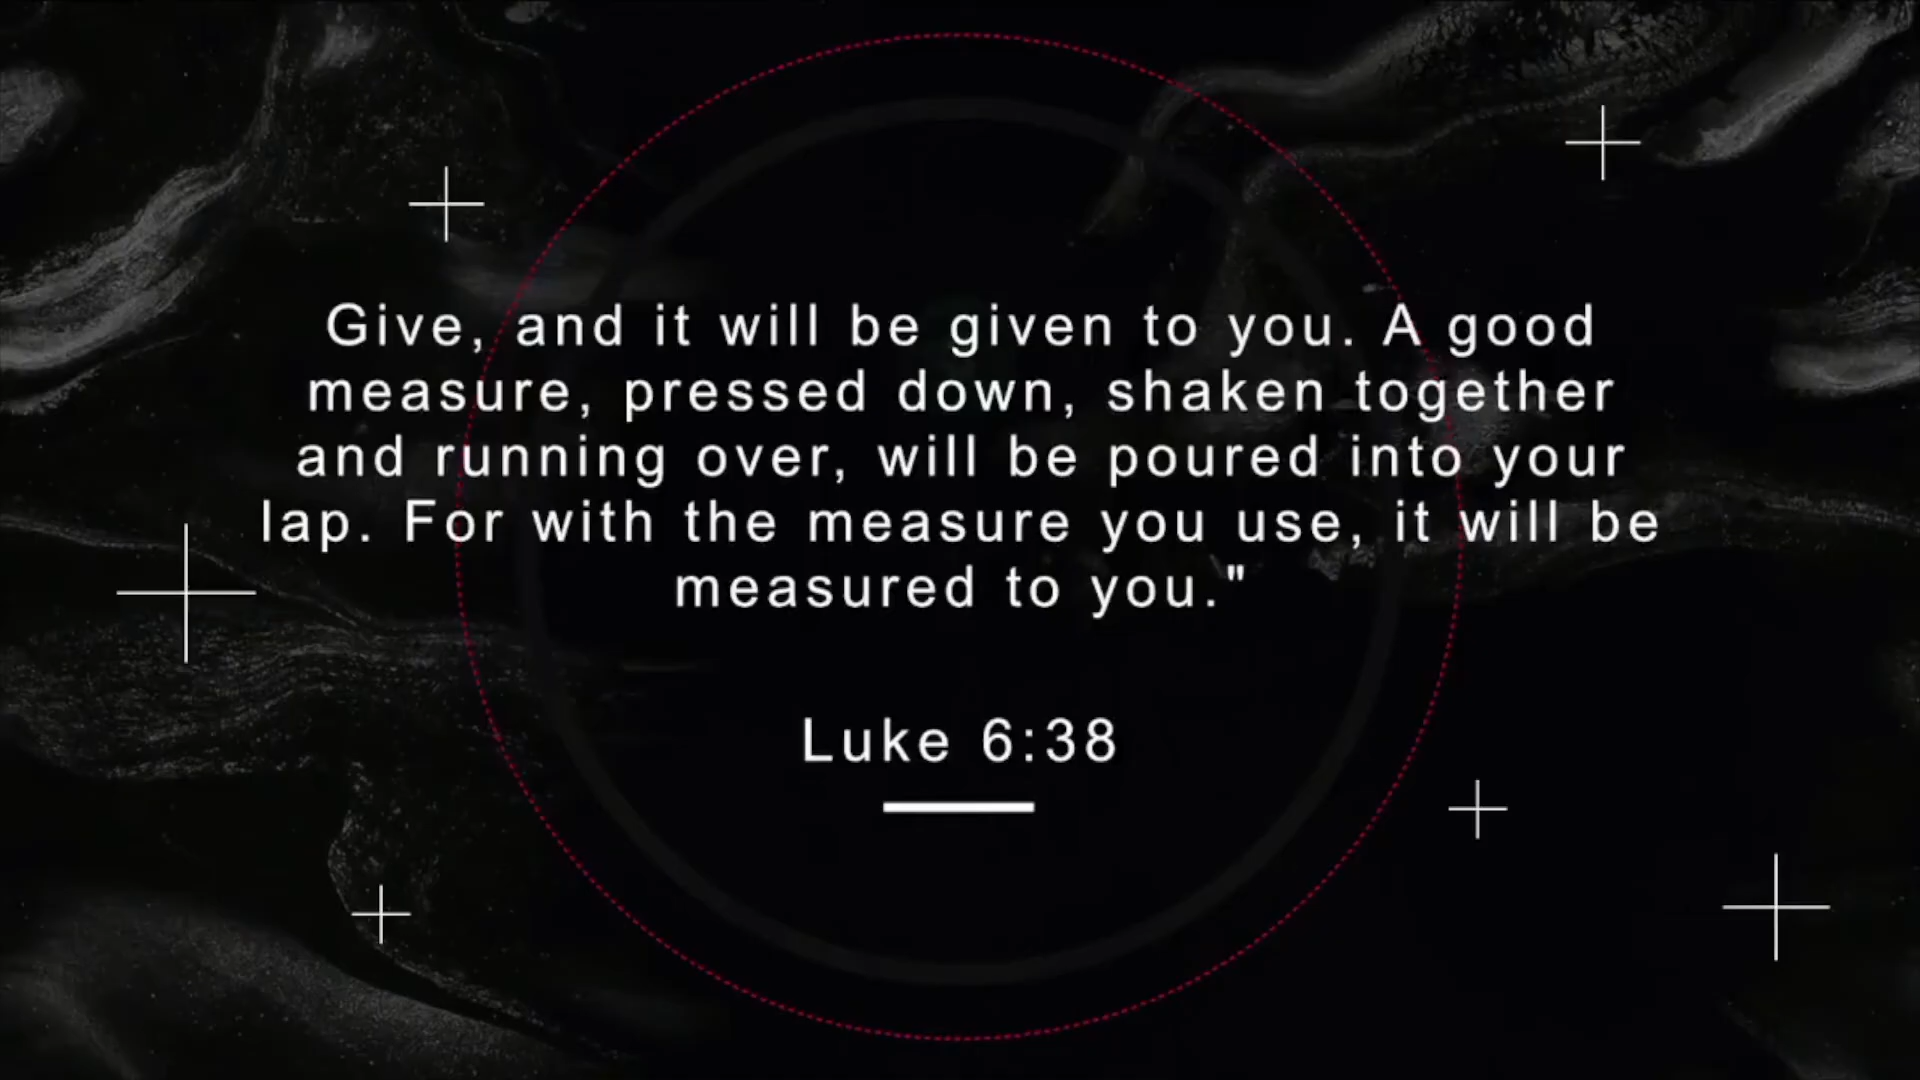 Give, and it will be given to you. A good
measure, pressed down, shaken together
and running over, will be poured into your
lap. For with the measure you use, it will be
measured to you."
Luke 6:38